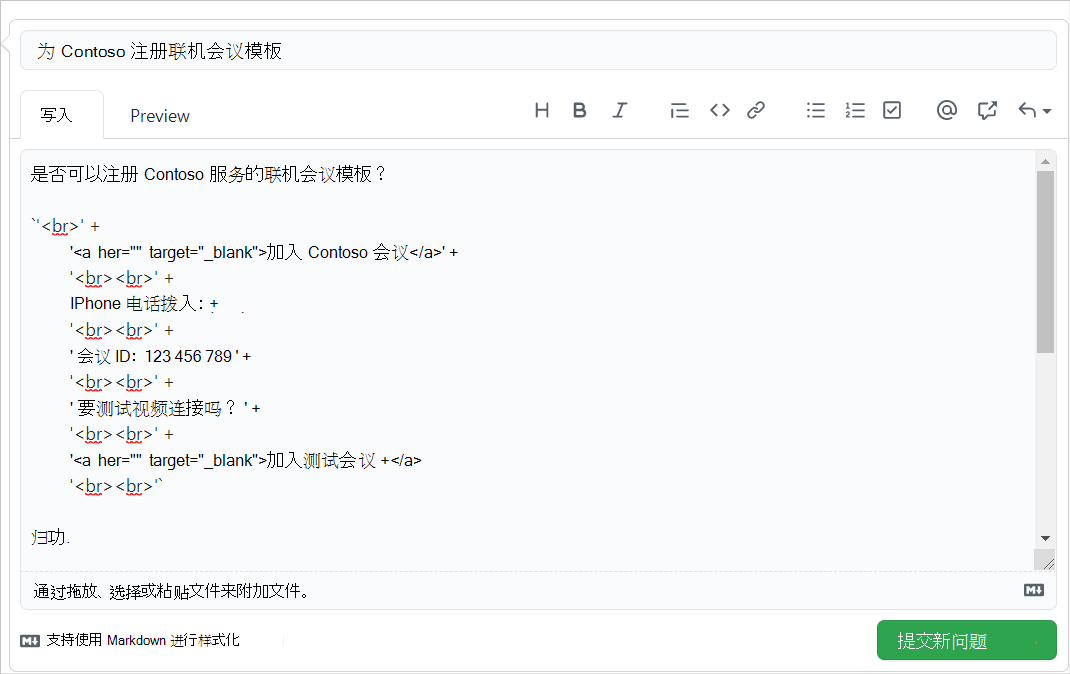 为 Contoso 注册联机会议模板
写入 Preview
是否可以注册 Contoso 服务的联机会议模板？
`'<br>' +
'<a her="" target="_blank">加入 Contoso 会议</a>' +
'<br><br>' +
IPhone 电话拨入： +
'<br><br>' +
' 会议 ID： 123 456 789 ' +
'<br><br>' +
' 要测试视频连接吗？ ' +
'<br><br>' +
'<a her="" target="_blank">加入测试会议 +</a>
'<br><br>'`
归功.
通过拖放、选择或粘贴文件来附加文件。
支持使用 Markdown 进行样式化
提交新问题